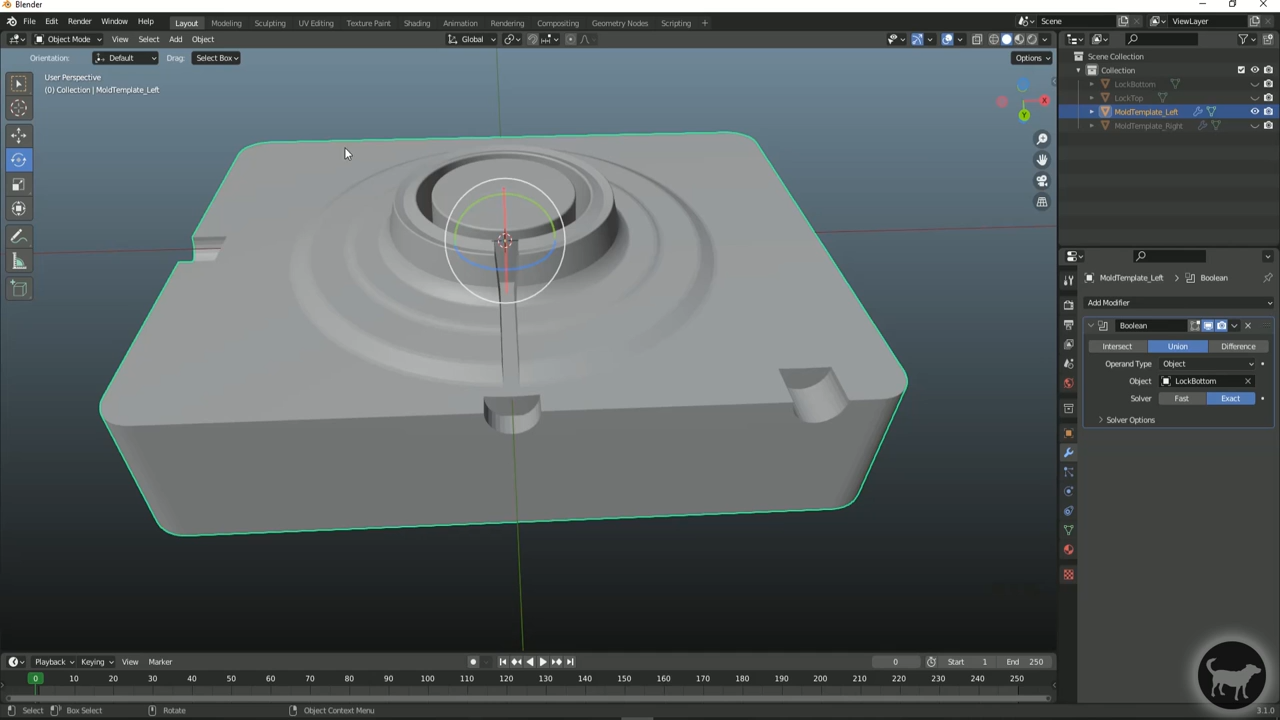 Blender
File Edit Render Window Help Layout Modeling Sculpting UV Editing Texture Paint Shading Animation Rendering Compositing Geometry Nodes Scripting + Scene ViewLayer
Object Mode View Select Add Object Global
Orientation: Default Drag: Select Box Options
User Perspective
(0) Collection | MoldTemplate_Left
X
Y
Scene Collection
Collection
LockBottom
LockTop
MoldTemplate_Left
MoldTemplate_Right
MoldTemplate_Left Boolean
Add Modifier
Boolean
Intersect Union Difference
Operand Type Object
Object LockBottom
Solver Fast Exact
Solver Options
Playback Keying View Marker 0 Start 1 End 250
0 10 20 30 40 50 60 70 80 90 100 110 120 130 140 150 160 170 180 190 200 210 220 230 240 250
Select Box Select Rotate Object Context Menu 3.1.0